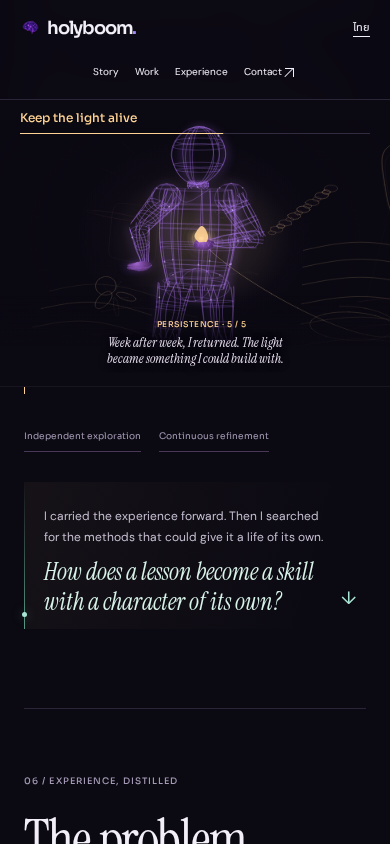 holyboom.
ไทย
Story Work Experience Contact
Keep the light alive
PERSISTENCE · 5 / 5
Week after week, I returned. The light
became something I could build with.
Independent exploration Continuous refinement
I carried the experience forward. Then I searched
for the methods that could give it a life of its own.
How does a lesson become a skill
with a character of its own?
06 / EXPERIENCE, DISTILLED
The problem